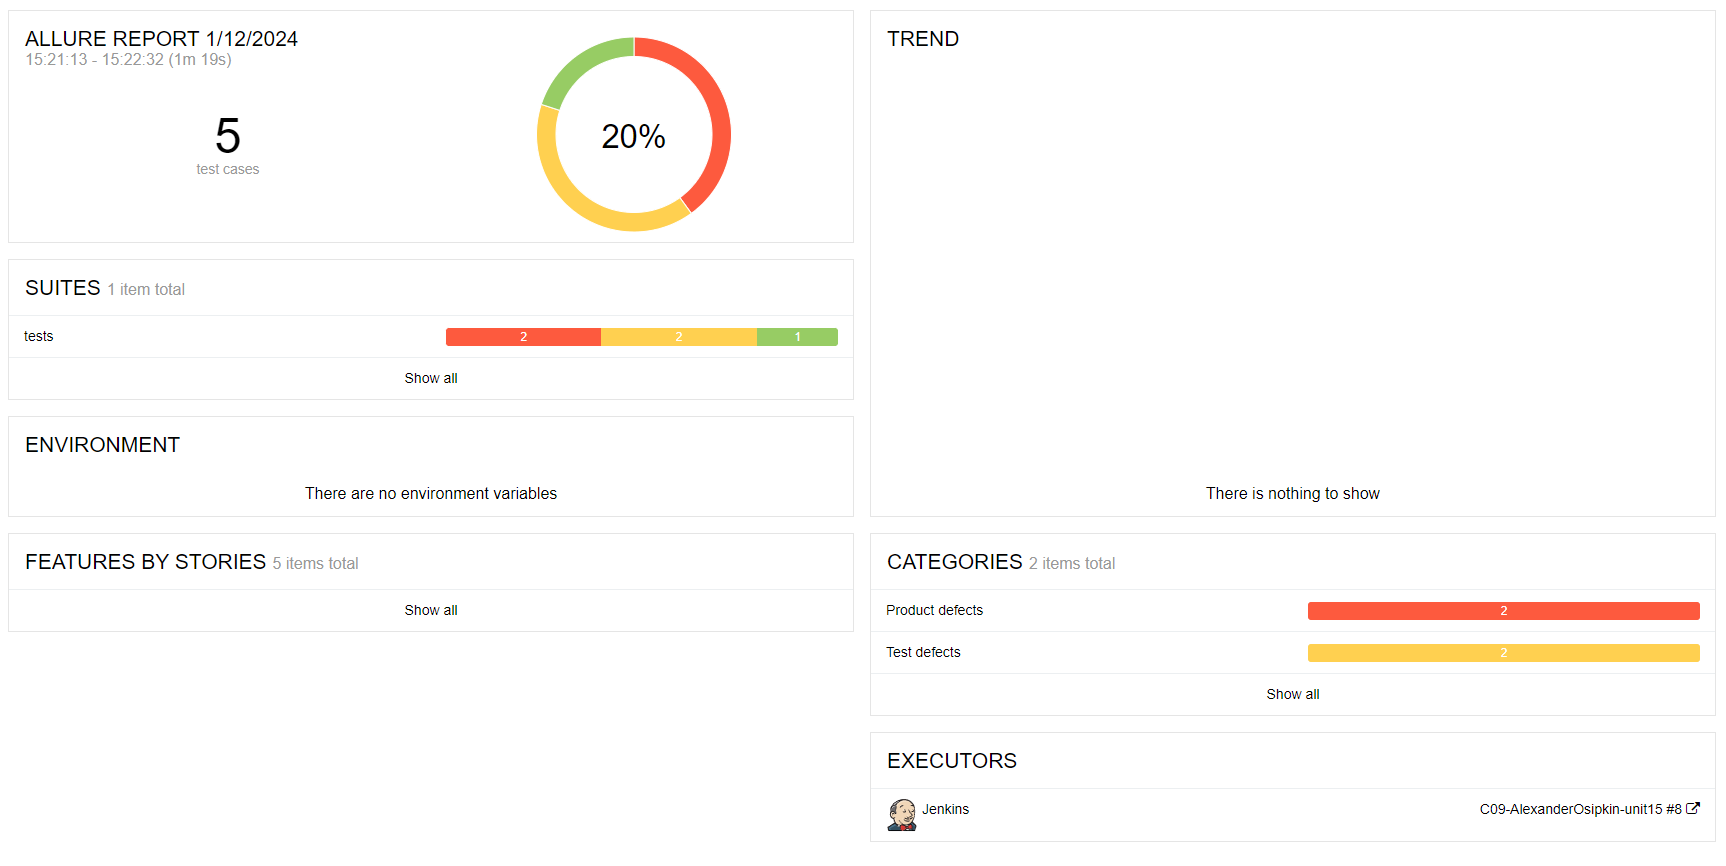 ALLURE REPORT 1/12/2024
15:21:13 - 15:22:32 (1m 19s)
5
test cases
20%
SUITES 1 item total
tests
2 2 1
Show all
ENVIRONMENT
There are no environment variables
FEATURES BY STORIES 5 items total
Show all
TREND
There is nothing to show
CATEGORIES 2 items total
Product defects 2
Test defects 2
Show all
EXECUTORS
Jenkins C09-AlexanderOsipkin-unit15 #8